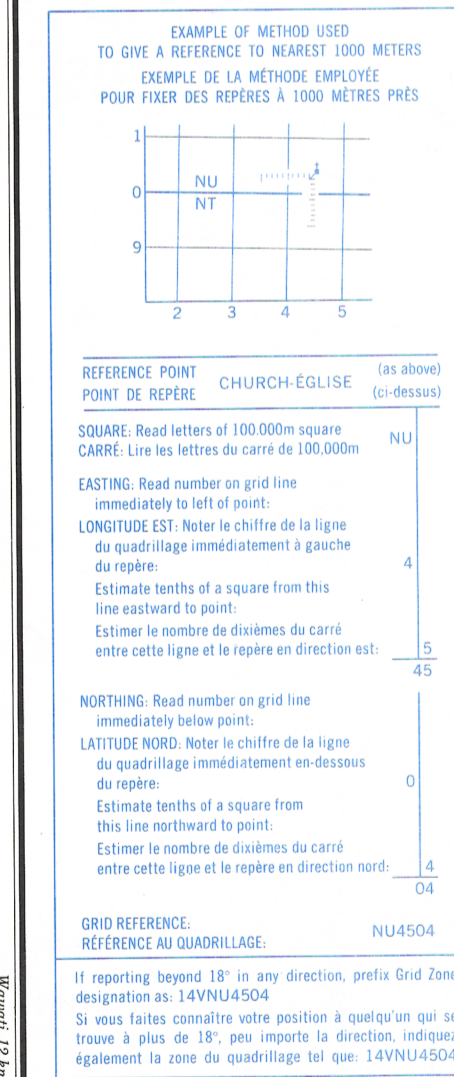 EXAMPLE OF METHOD USED
TO GIVE A REFERENCE TO NEAREST 1000 METERS
EXEMPLE DE LA MÉTHODE EMPLOYÉE
POUR FIXER DES REPÈRES À 1000 MÈTRES PRÈS
1
NU
0
NT
9
2 3 4 5
REFERENCE POINT
POINT DE REPÈRE
CHURCH-ÉGLISE
(as above)
(ci-dessus)
SQUARE: Read letters of 100.000m square
CARRÉ: Lire les lettres du carré de 100,000m
NU
EASTING: Read number on grid line
immediately to left of point:
LONGITUDE EST: Noter le chiffre de la ligne
du quadrillage immédiatement à gauche
du repère:
4
Estimate tenths of a square from this
line eastward to point:
Estimer le nombre de dixièmes du carré
entre cette ligne et le repère en direction est: 5
45
NORTHING: Read number on grid line
immediately below point:
LATITUDE NORD: Noter le chiffre de la ligne
du quadrillage immédiatement en-dessous
du repère:
0
Estimate tenths of a square from
this line northward to point:
Estimer le nombre de dixièmes du carré
entre cette ligne et le repère en direction nord: 4
04
GRID REFERENCE:
RÉFÉRENCE AU QUADRILLAGE:
NU4504
If reporting beyond 18° in any direction, prefix Grid Zone
designation as: 14VNU4504
Si vous faites connaître votre position à quelqu'un qui se
trouve à plus de 18°, peu importe la direction, indiquez
également la zone du quadrillage tel que: 14VNU4504